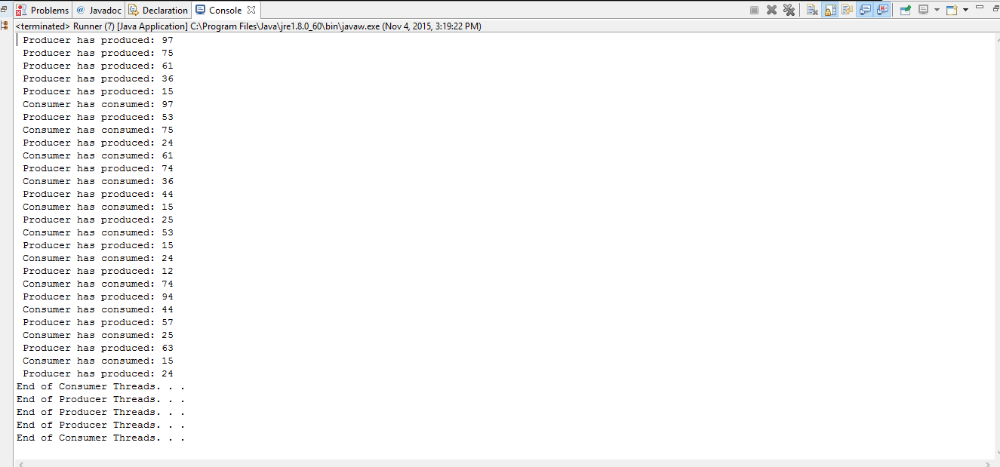 Problems @ Javadoc Declaration Console
<terminated> Runner (7) [Java Application] C:\Program Files\Java\jre1.8.0_60\bin\javaw.exe (Nov 4, 2015, 3:19:22 PM)
Producer has produced: 97
Producer has produced: 75
Producer has produced: 61
Producer has produced: 36
Producer has produced: 15
Consumer has consumed: 97
Producer has produced: 53
Consumer has consumed: 75
Producer has produced: 24
Consumer has consumed: 61
Producer has produced: 74
Consumer has consumed: 36
Producer has produced: 44
Consumer has consumed: 15
Producer has produced: 25
Consumer has consumed: 53
Producer has produced: 15
Consumer has consumed: 24
Producer has produced: 12
Consumer has consumed: 74
Producer has produced: 94
Consumer has consumed: 44
Producer has produced: 57
Consumer has consumed: 25
Producer has produced: 63
Consumer has consumed: 15
Producer has produced: 24
End of Consumer Threads. . .
End of Producer Threads. . .
End of Producer Threads. . .
End of Producer Threads. . .
End of Consumer Threads. . .